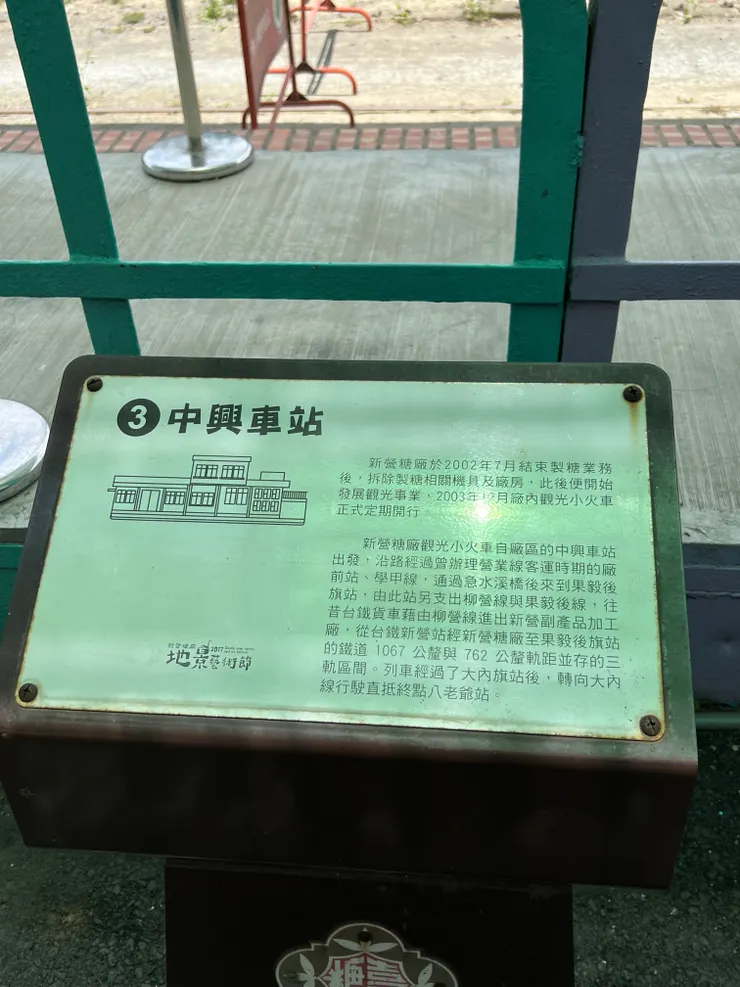 3 中興車站
新營糖廠於2002年7月結束製糖業務
後，拆除製糖相關機具及廠房，此後便開始
發展觀光事業，2003年12月廠內觀光小火車
正式定期開行。
新營糖廠觀光小火車自廠區的中興車站
出發，沿路經過曾辦理營業線客運時期的廠
前站、學甲線，通過急水溪橋後來到果毅後
旗站，由此站另支出柳營線與果毅後線，往
昔台鐵貨車藉由柳營線進出新營副產品加工
廠，從台鐵新營站經新營糖廠至果毅後旗站
的鐵道 1067 公釐與 762 公釐軌距並存的三
軌區間。列車經過了大內旗站後，轉向大內
線行駛直抵終點八老爺站。
新營糖廠
2017
地景藝術節
糖